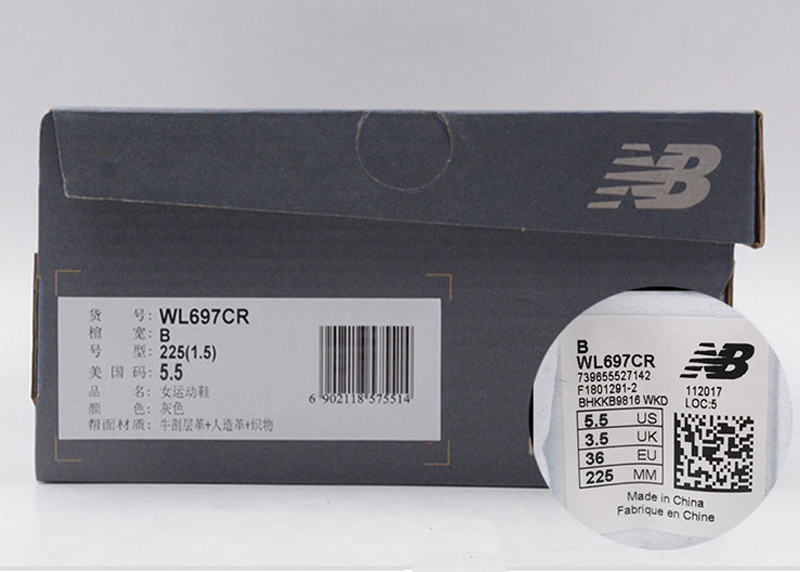 NB
货 号: WL697CR
楦 宽: B
号 型: 225(1.5)
美 国 码: 5.5
品 名: 女运动鞋
颜 色: 灰色
帮面材质: 牛剖层革+人造革+织物
6 902118 575514
B
WL697CR
739655527142
F1801291-2
BHKKB9816 WKD
NB
112017
LOC:5
5.5 US
3.5 UK
36 EU
225 MM
Made in China
Fabrique en Chine